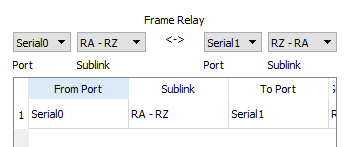 Frame Relay
Serial0 RA - RZ <-> Serial1 RZ - RA
Port Sublink Port Sublink
From Port Sublink To Port
1 Serial0 RA - RZ Serial1